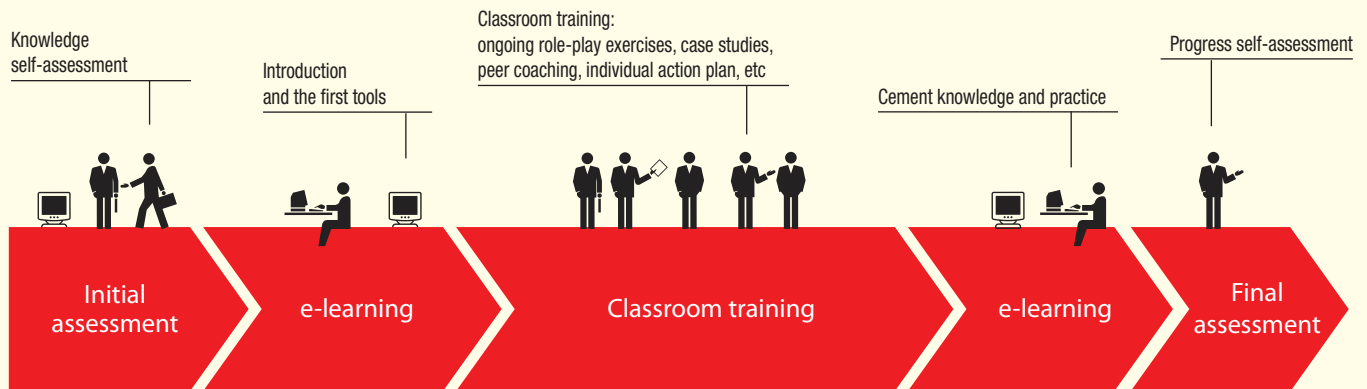 Knowledge
self-assessment
Introduction
and the first tools
Classroom training:
ongoing role-play exercises, case studies,
peer coaching, individual action plan, etc
Cement knowledge and practice
Progress self-assessment
Initial
assessment
e-learning
Classroom training
e-learning
Final
assessment